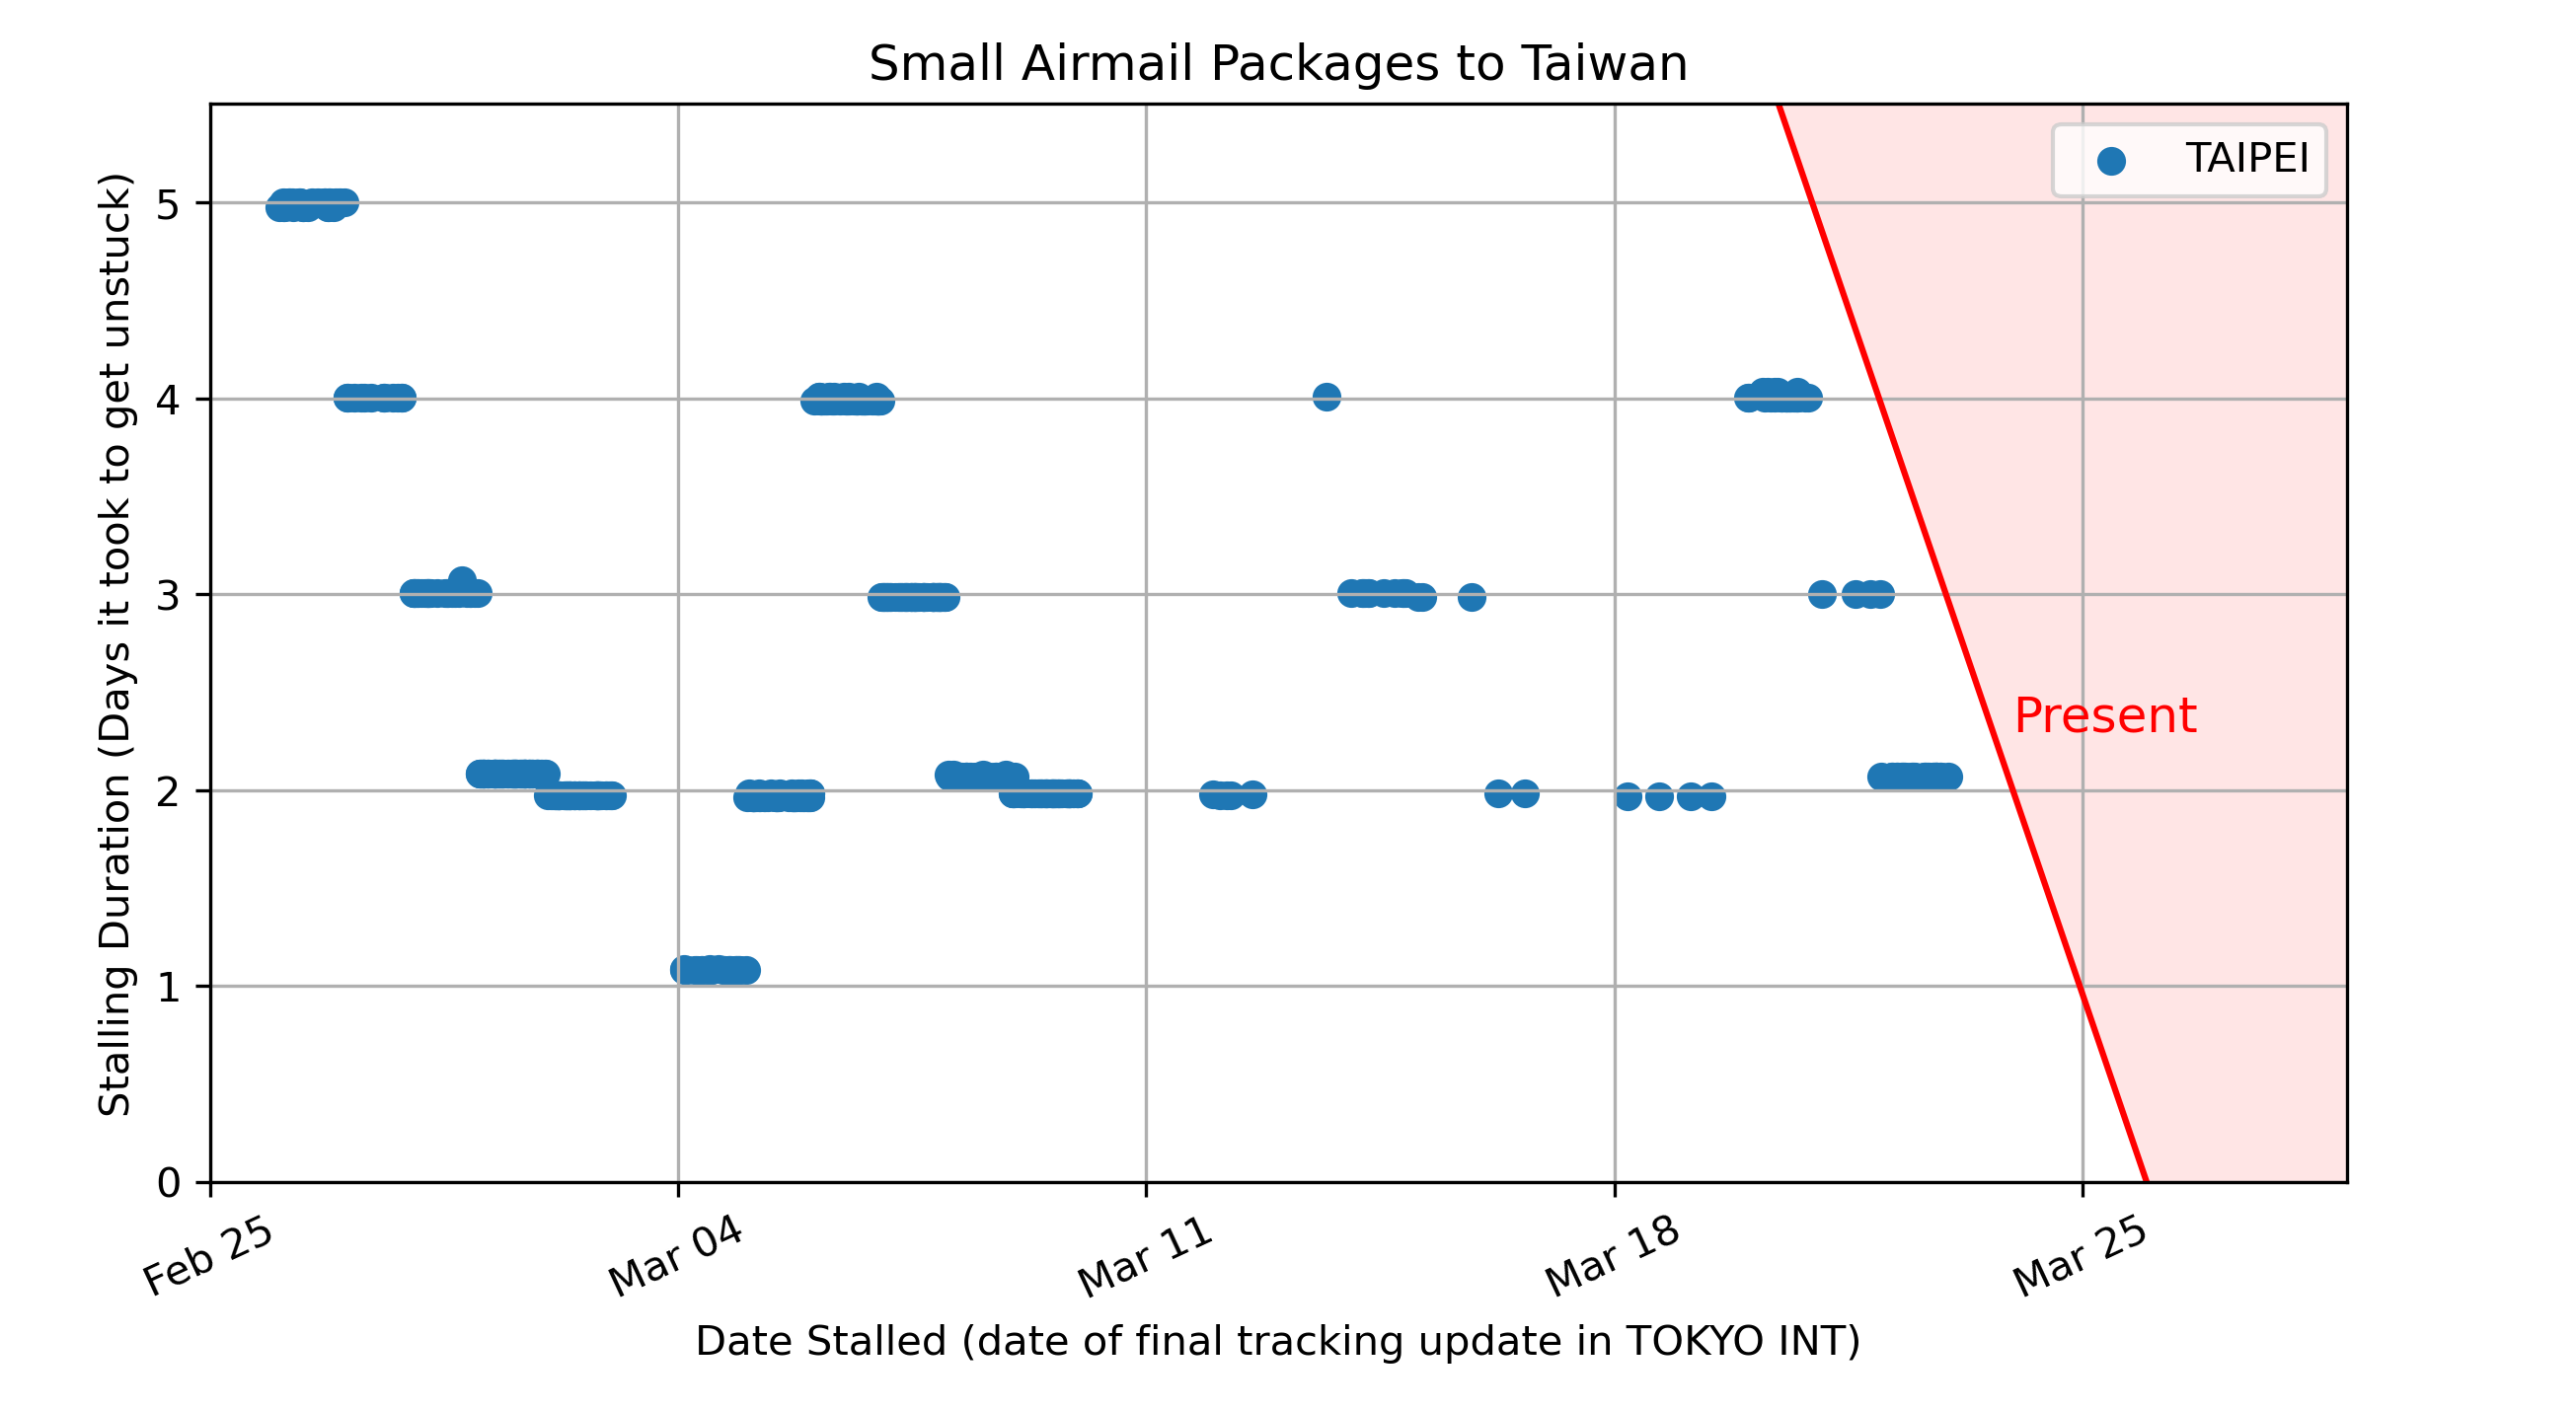 Small Airmail Packages to Taiwan
TAIPEI
Stalling Duration (Days it took to get unstuck)
5
4
3
2
1
0
Present
Feb 25
Mar 04
Mar 11
Mar 18
Mar 25
Date Stalled (date of final tracking update in TOKYO INT)